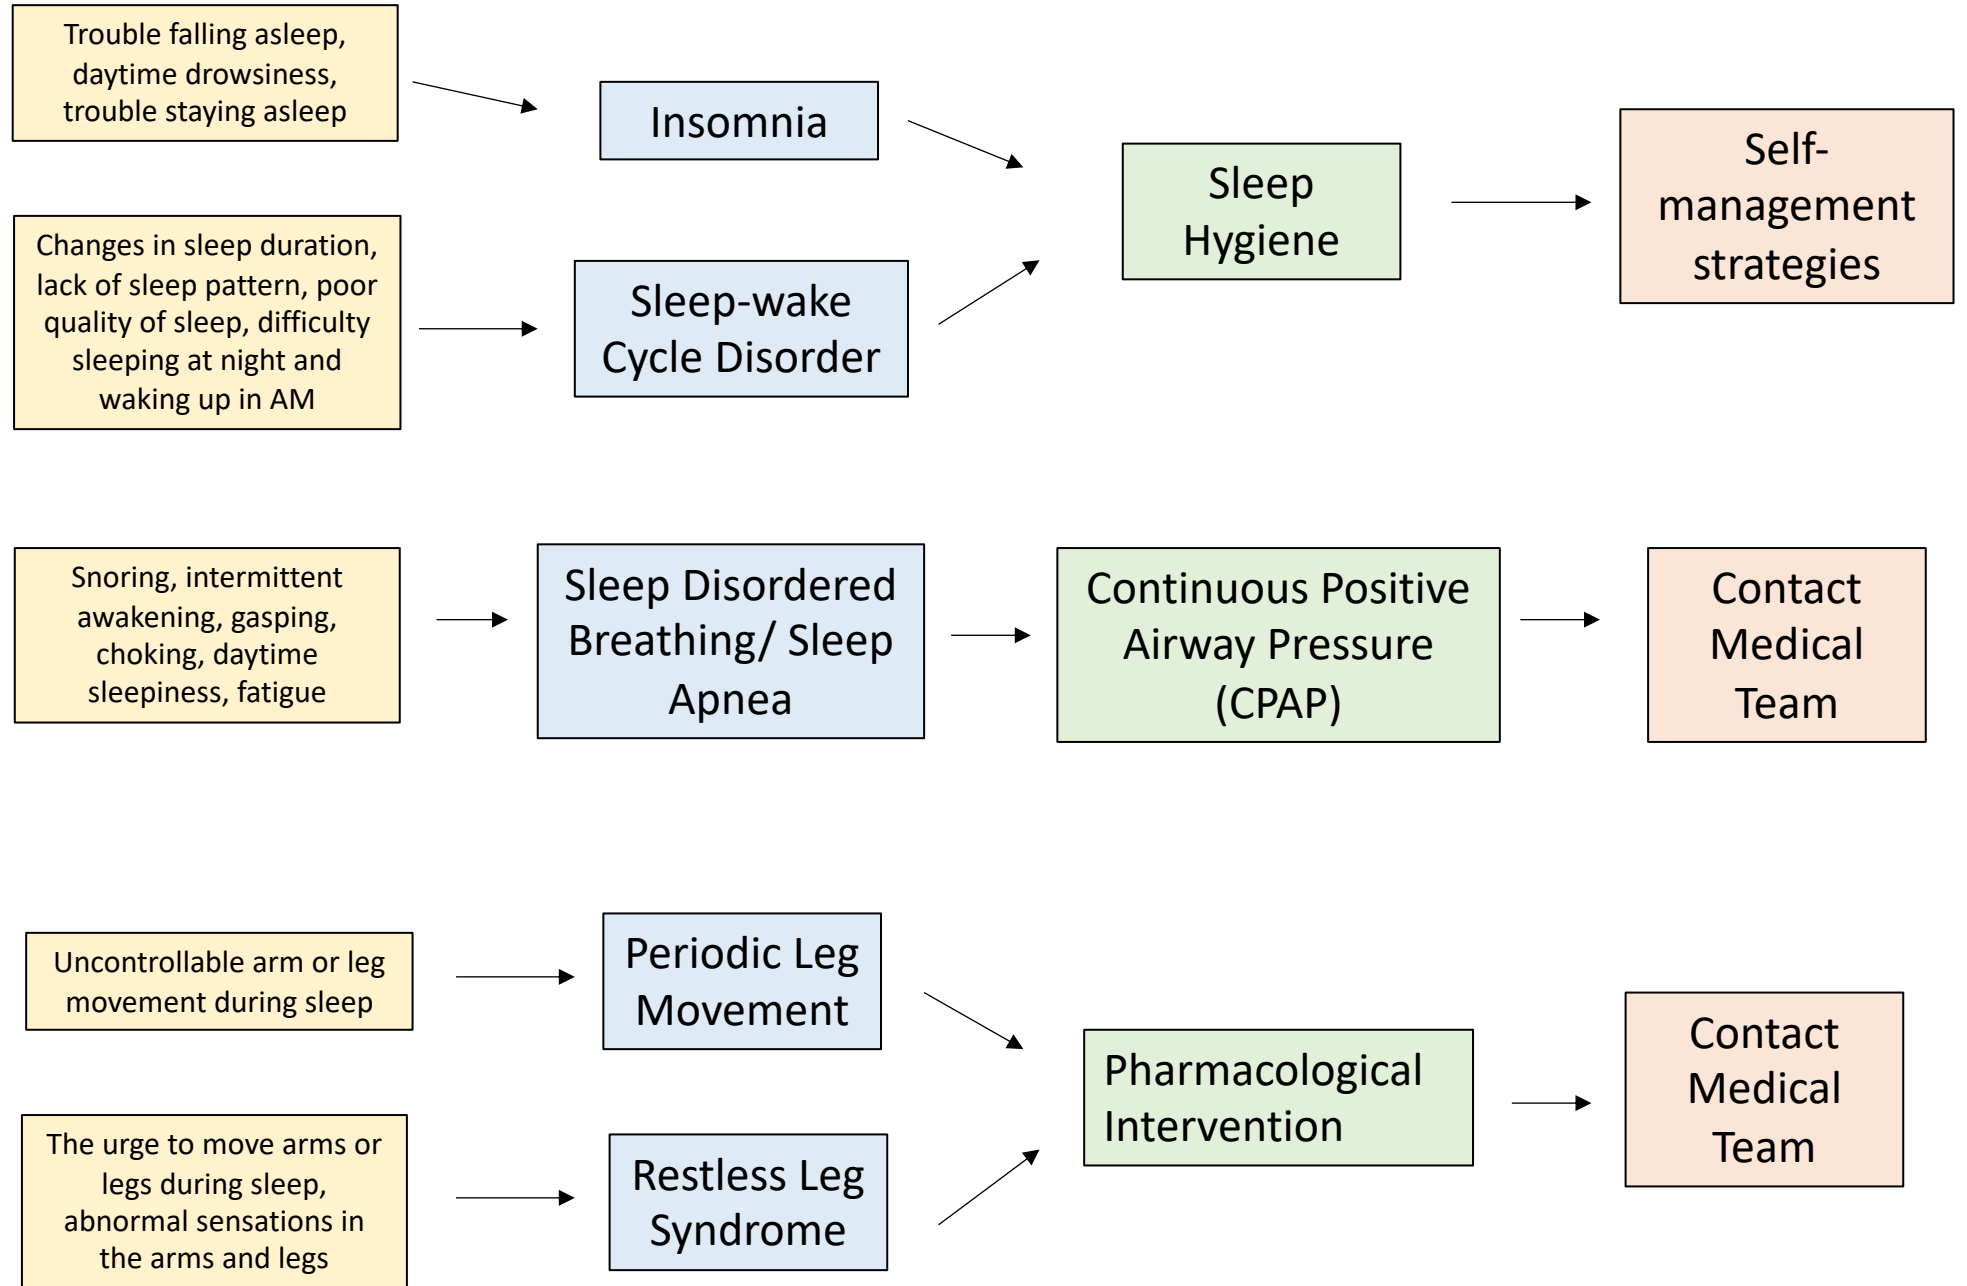 Trouble falling asleep,
daytime drowsiness,
trouble staying asleep
Insomnia
Sleep
Hygiene
Self-
management
strategies
Changes in sleep duration,
lack of sleep pattern, poor
quality of sleep, difficulty
sleeping at night and
waking up in AM
Sleep-wake
Cycle Disorder
Snoring, intermittent
awakening, gasping,
choking, daytime
sleepiness, fatigue
Sleep Disordered
Breathing/ Sleep
Apnea
Continuous Positive
Airway Pressure
(CPAP)
Contact
Medical
Team
Uncontrollable arm or leg
movement during sleep
Periodic Leg
Movement
Pharmacological
Intervention
Contact
Medical
Team
The urge to move arms or
legs during sleep,
abnormal sensations in
the arms and legs
Restless Leg
Syndrome